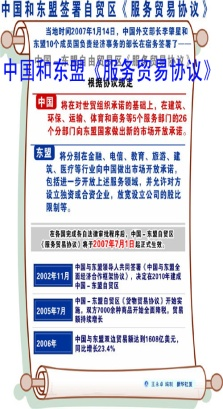 中国和东盟签署自贸区《服务贸易协议》
当地时间2007年1月14日，中国外交部长李肇星和
东盟10个成员国负责经济事务的部长在宿务签署了——
中国和东盟《服务贸易协议》
根据协议规定
中国
将在对世贸组织承诺的基础上，在建筑、
环保、运输、体育和商务等5个服务部门的26
个分部门向东盟国家做出新的市场开放承诺。
东盟
将分别在金融、电信、教育、旅游、建
筑、医疗等行业向中国做出市场开放承诺，
包括进一步开放上述服务领域，并允许对方
设立独资或合资企业，放宽设立公司的股比
限制等。
在各国完成各自法律审批程序后，中国－东盟自贸区
《服务贸易协议》将于2007年7月1日起正式生效
2002年11月
中国与东盟领导人共同签署《中国与东盟全
面经济合作框架协议》，决定在2010年建成
中国－东盟自贸区
2005年7月
中国－东盟自贸区《货物贸易协议》开始实
施，双方7000余种商品开始全面降税，贸易
额持续增长
2006年
中国与东盟双边贸易额达到1608亿美元，
同比增长23.4%
编制 新华社发